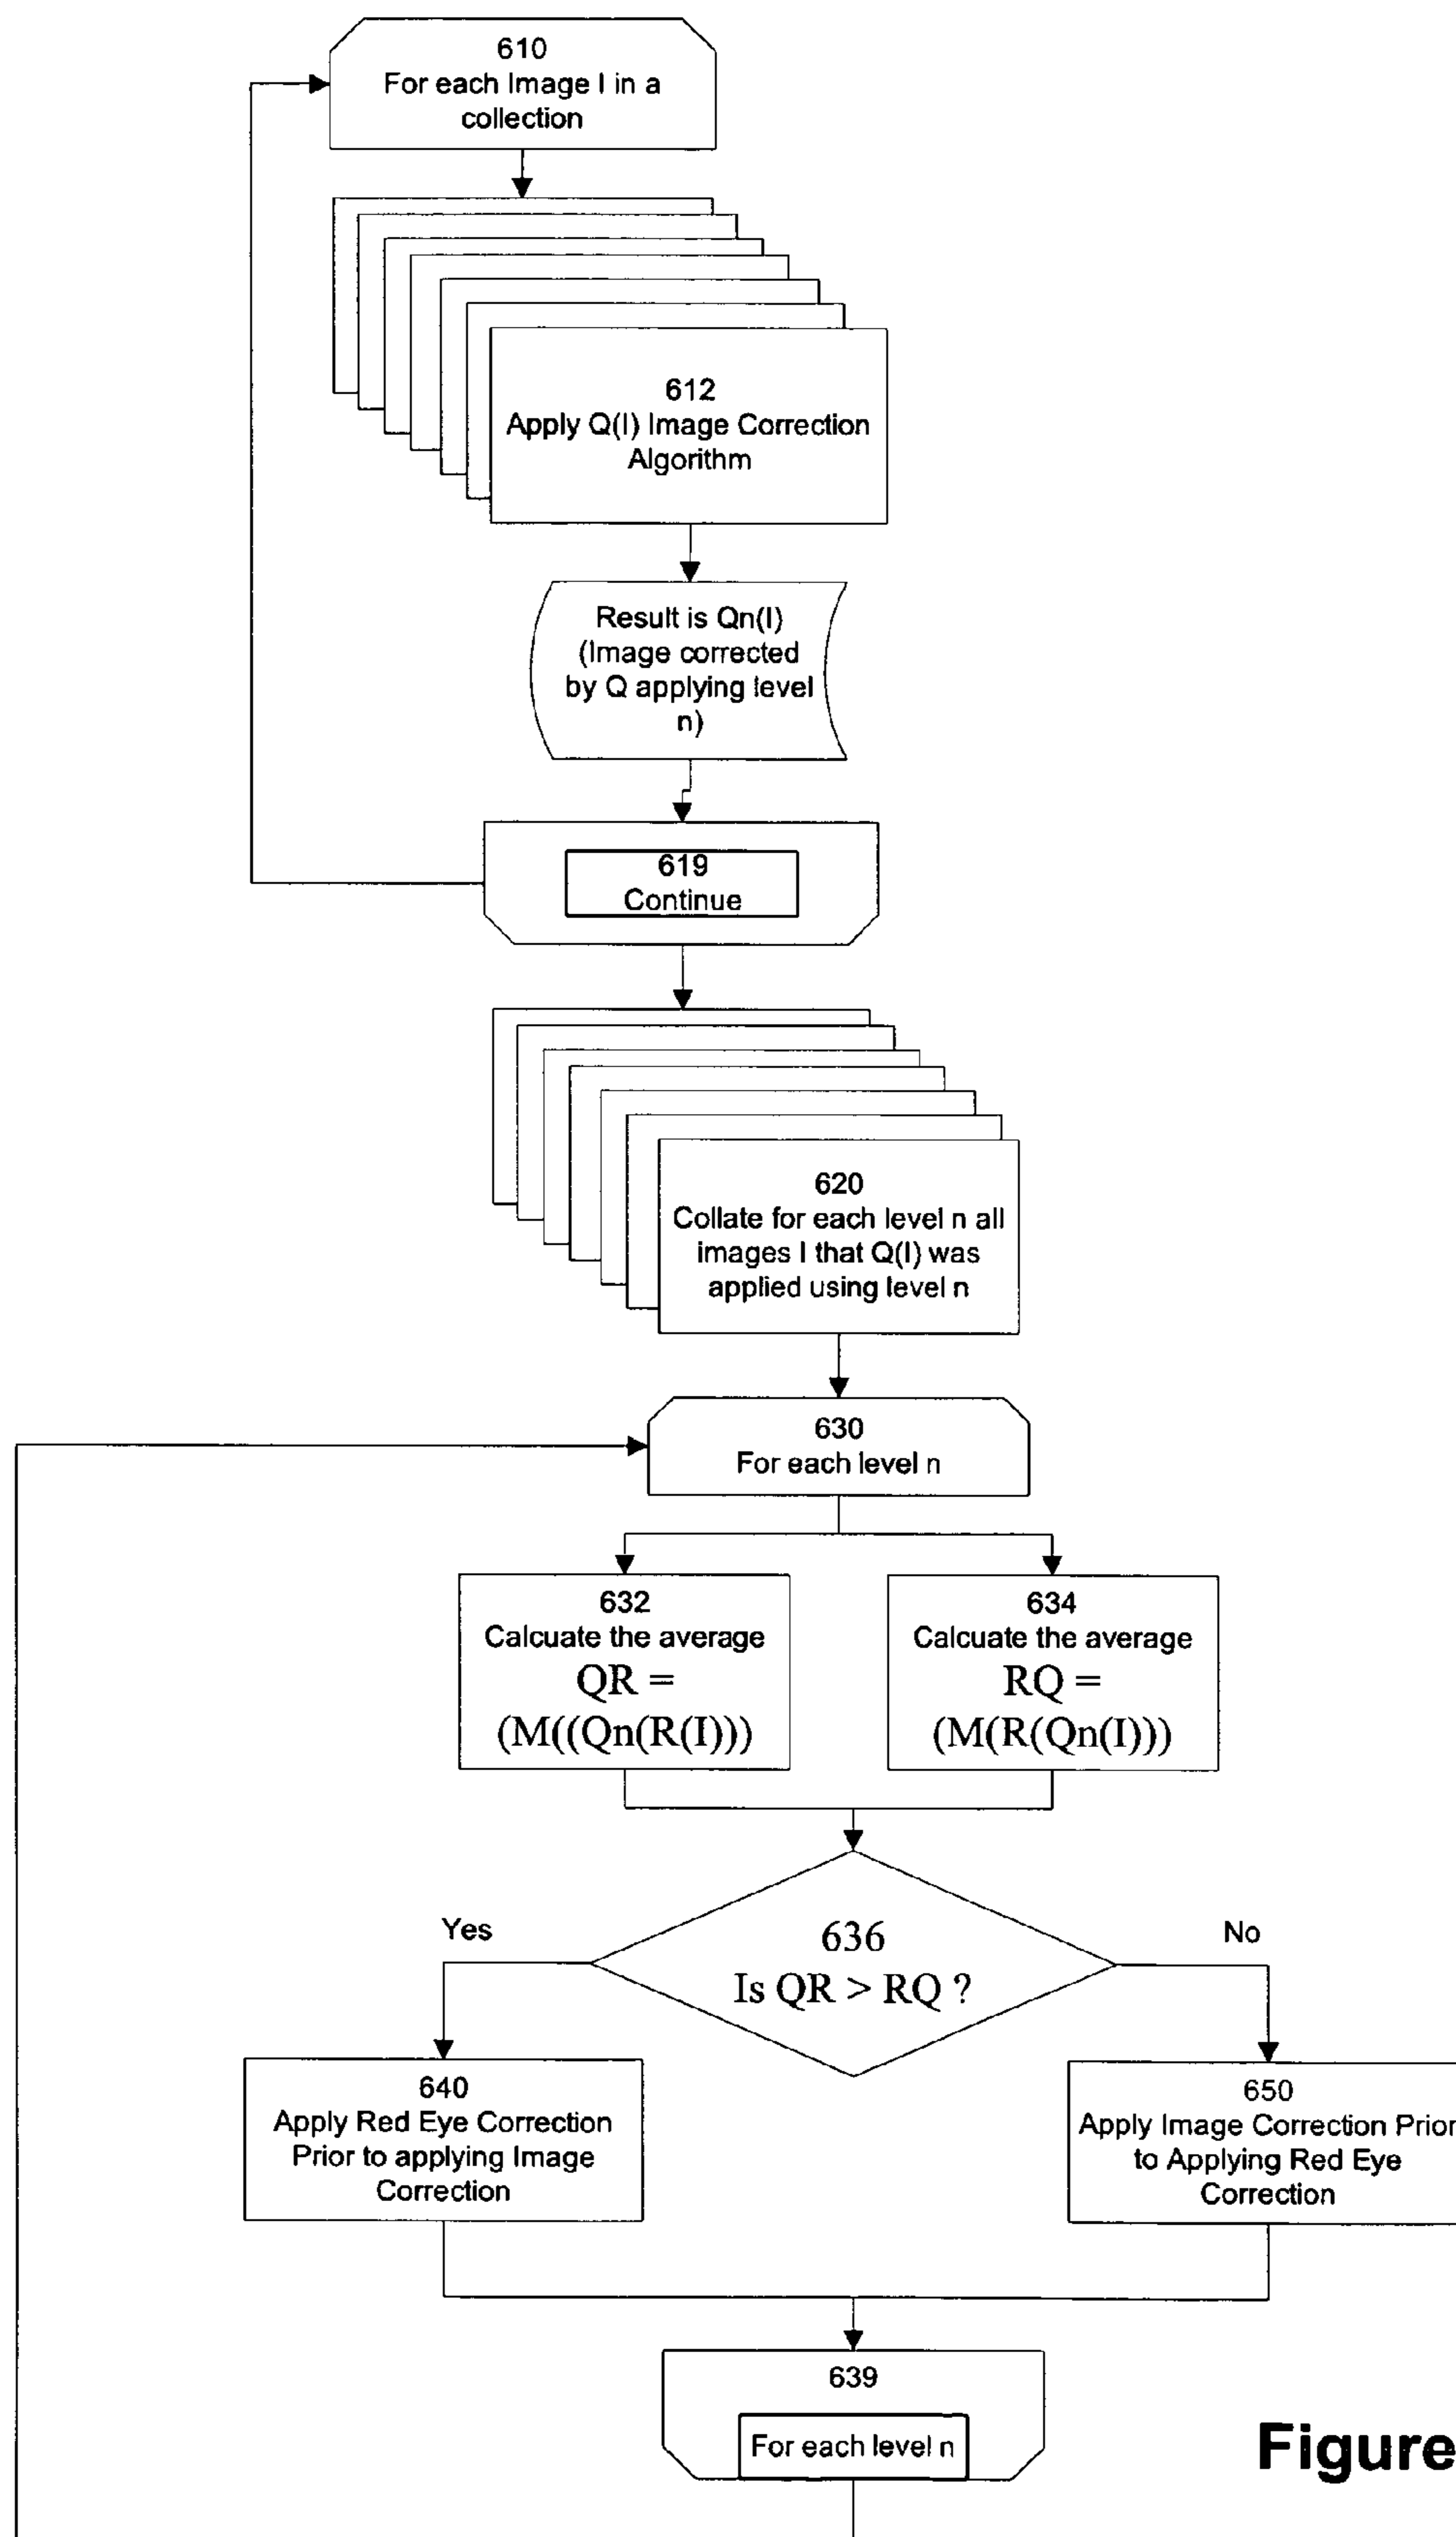 610
For each Image I in a
collection
612
Apply Q(I) Image Correction
Algorithm
Result is Qn(I)
(Image corrected
by Q applying level
n)
619
Continue
620
Collate for each level n all
images I that Q(I) was
applied using level n
630
For each level n
632
Calcuate the average
QR =
(M((Qn(R(I)))
634
Calcuate the average
RQ =
(M(R(Qn(I)))
636
Is QR > RQ ?
Yes
No
640
Apply Red Eye Correction
Prior to applying Image
Correction
650
Apply Image Correction Prior
to Applying Red Eye
Correction
639
For each level n
Figure